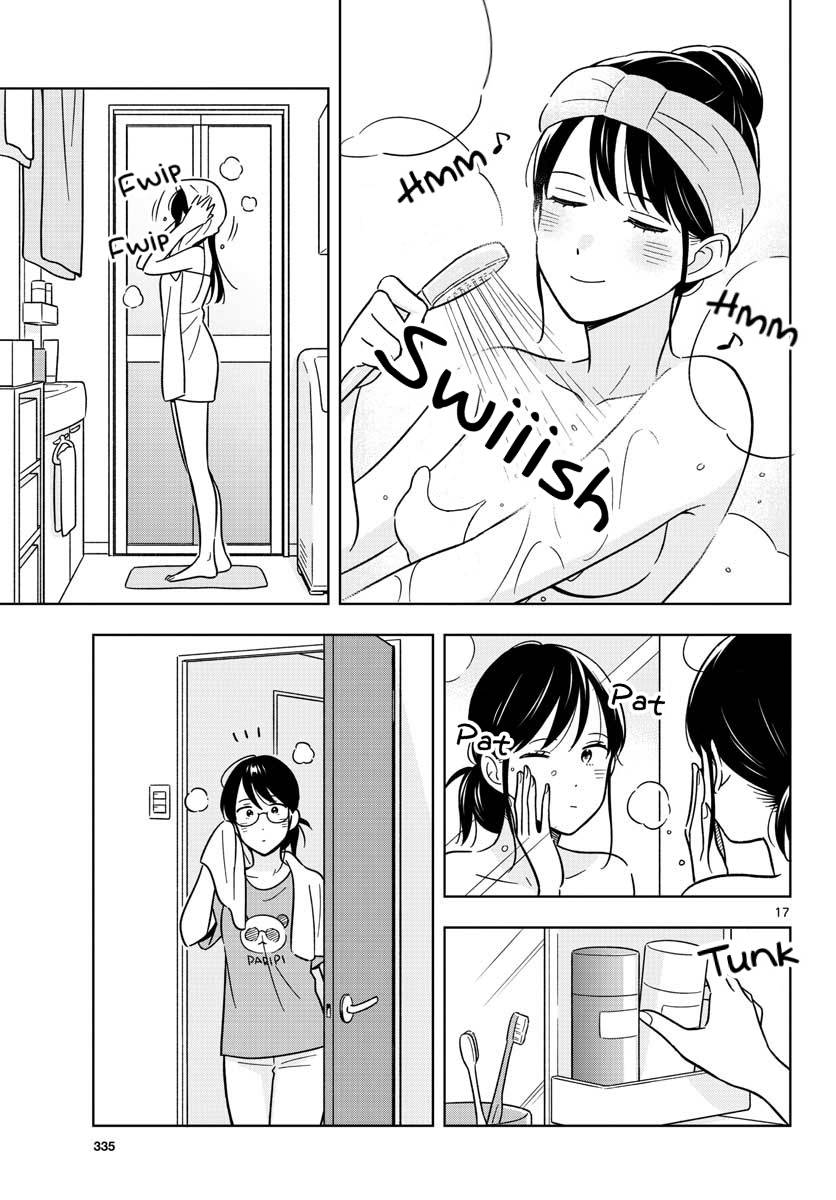 Hmm♪
Hmm♪
Swiiish
Fwip
Fwip
Pat
Pat
17
Tunk
PARIPI
335